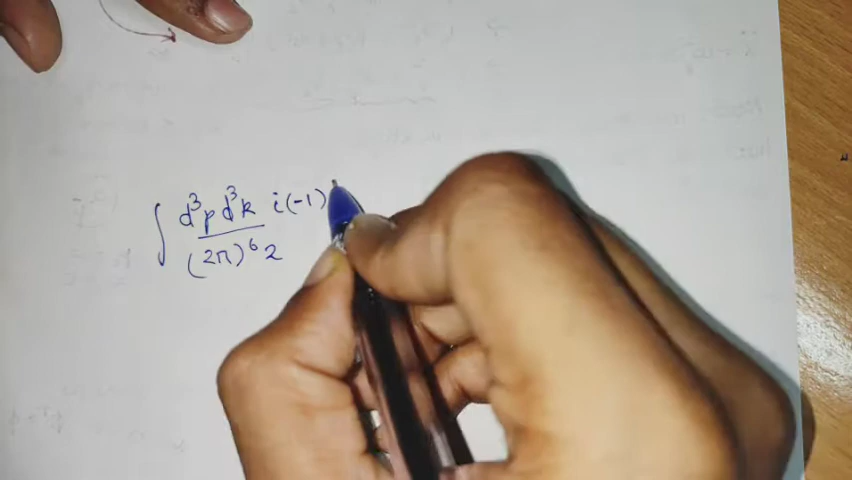 ∫ d³p d³k i(-1)
(2π)⁶ 2